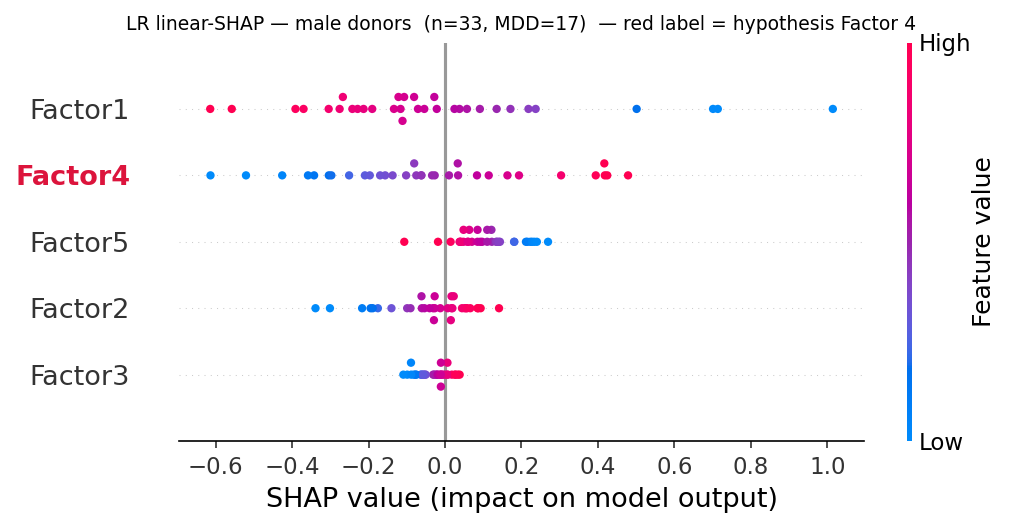 LR linear-SHAP — male donors  (n=33, MDD=17)  — red label = hypothesis Factor 4
High
Factor1
Factor4
Factor5
Factor2
Factor3
Feature value
Low
−0.6 −0.4 −0.2 0.0 0.2 0.4 0.6 0.8 1.0
SHAP value (impact on model output)